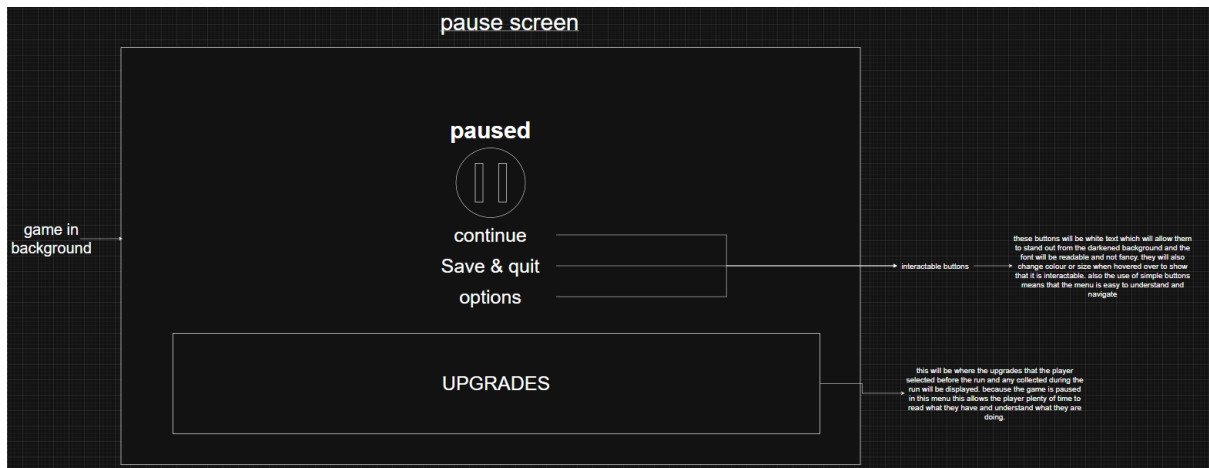 pause screen
paused
game in
background
continue
Save & quit
options
interactable buttons
these buttons will be white text which will allow them
to stand out from the darkened background and the
font will be readable and not fancy. they will also
change colour or size when hovered over to show
that it is interactable. also the use of simple buttons
means that the menu is easy to understand and
navigate
UPGRADES
this will be where the upgrades that the player
selected before the run and any collected during the
run will be displayed. because the game is paused
in this menu this allows the player plenty of time to
read what they have and understand what they are
doing.